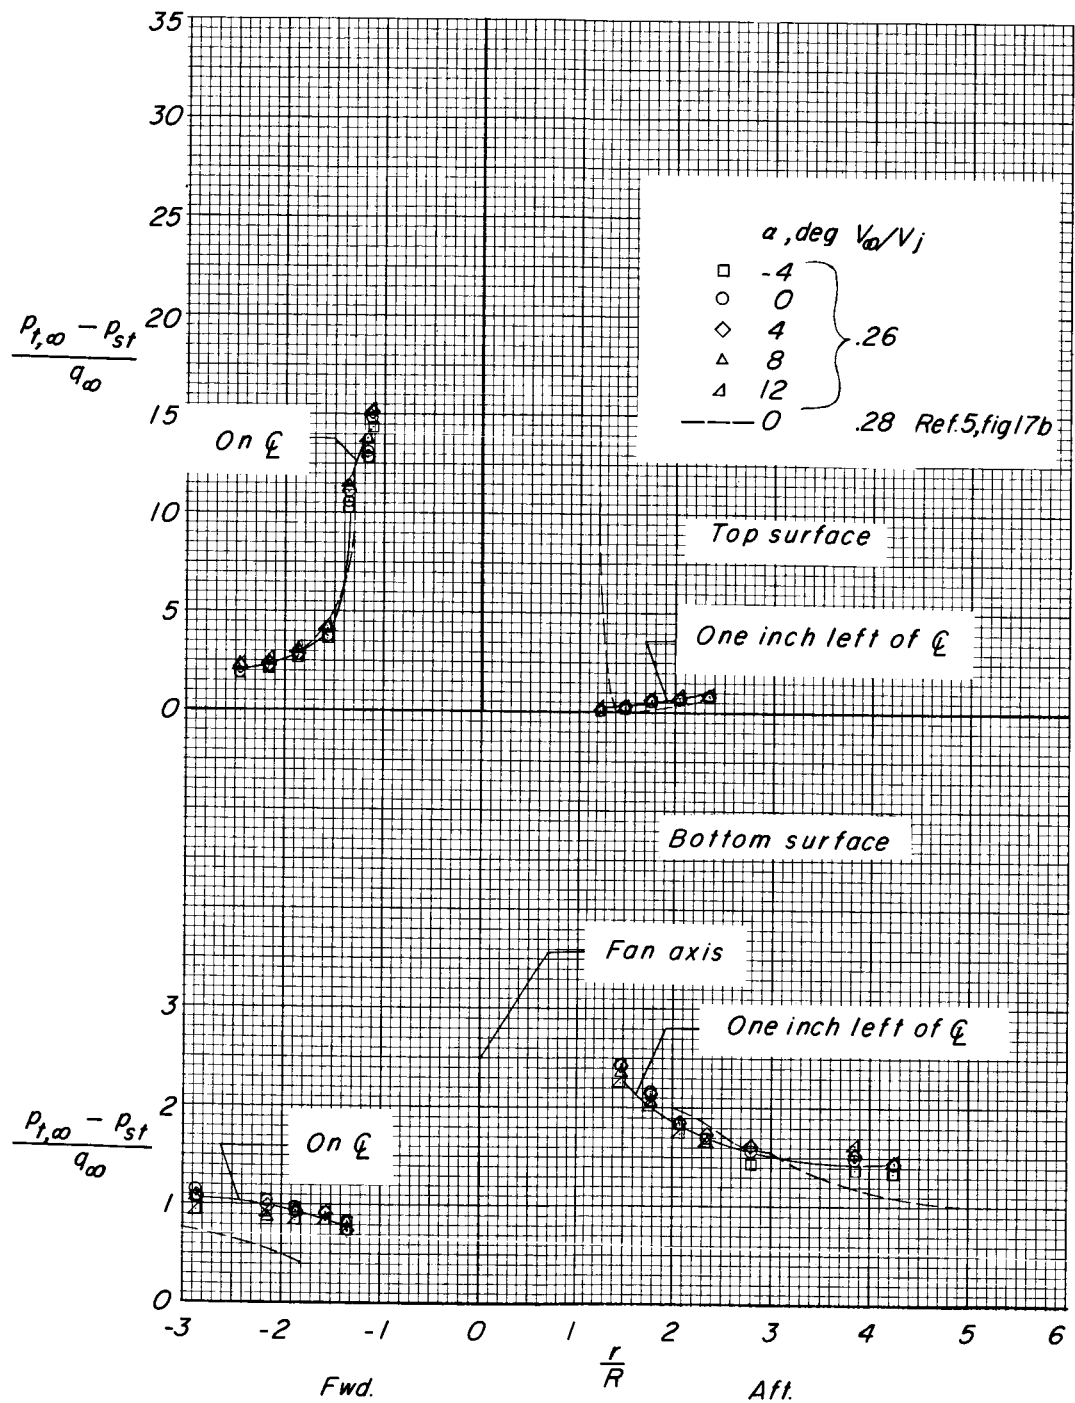 35
30
25
20
15
10
5
0
p t,∞ − p st
q∞
α, deg V∞/Vj
-4
0
4
8
12
.26
0 .28 Ref. 5, fig 17b
On ℄
Top surface
One inch left of ℄
Bottom surface
Fan axis
One inch left of ℄
On ℄
3
2
1
0
p t,∞ − p st
q∞
-3 -2 -1 0 1 2 3 4 5 6
r
R
Fwd.
Aft.